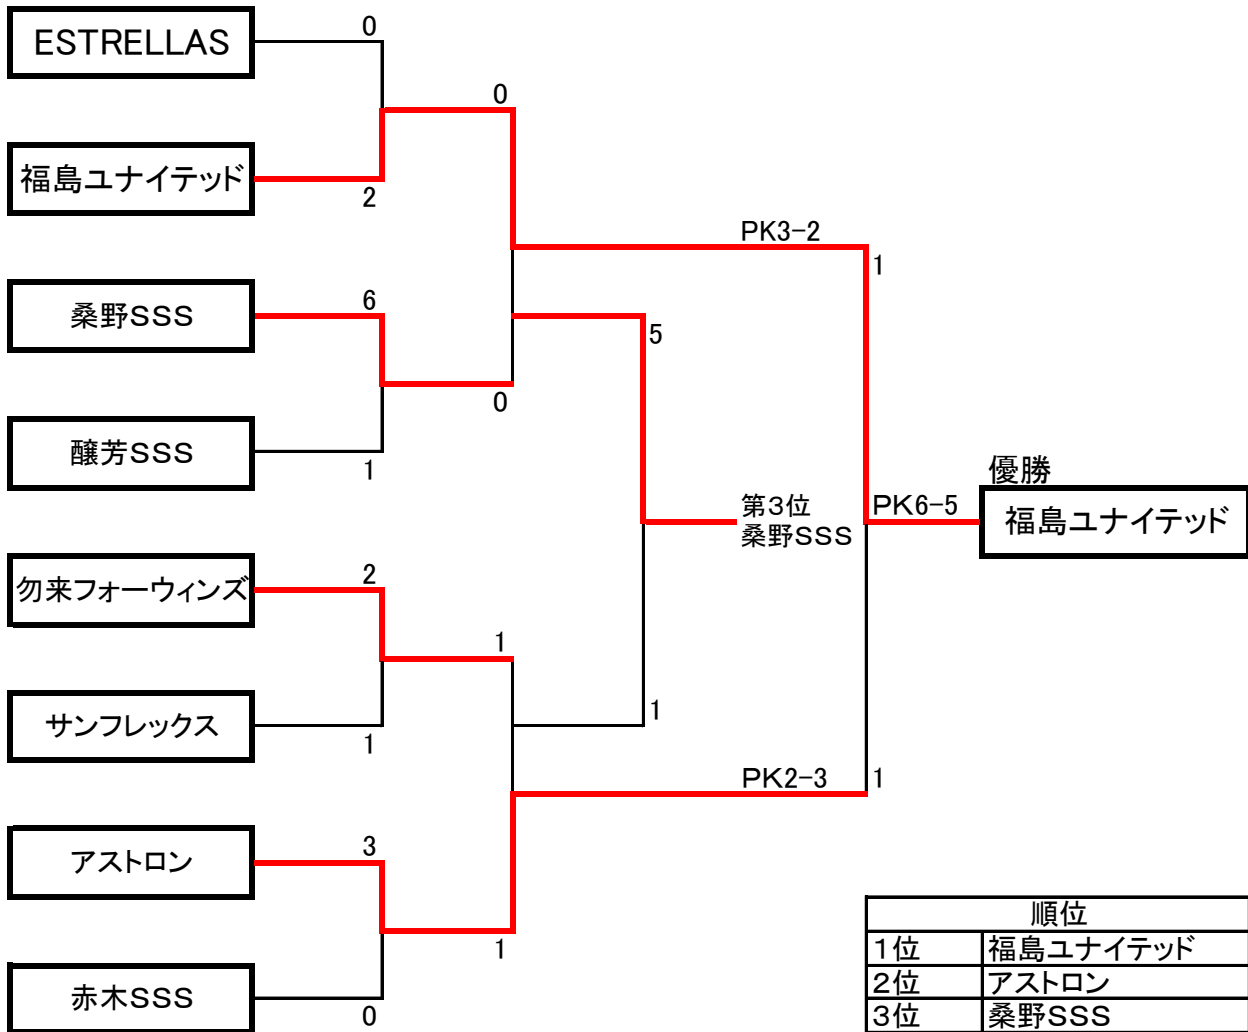 0
ESTRELLAS
0
福島ユナイテッド
2
PK3-2
1
6
桑野SSS
5
0
醸芳SSS
1
優勝
第3位
桑野SSS
PK6-5
福島ユナイテッド
2
勿来フォーウィンズ
1
サンフレックス
1
1
PK2-3
1
3
アストロン
1
赤木SSS
0
順位
1位 福島ユナイテッド
2位 アストロン
3位 桑野SSS